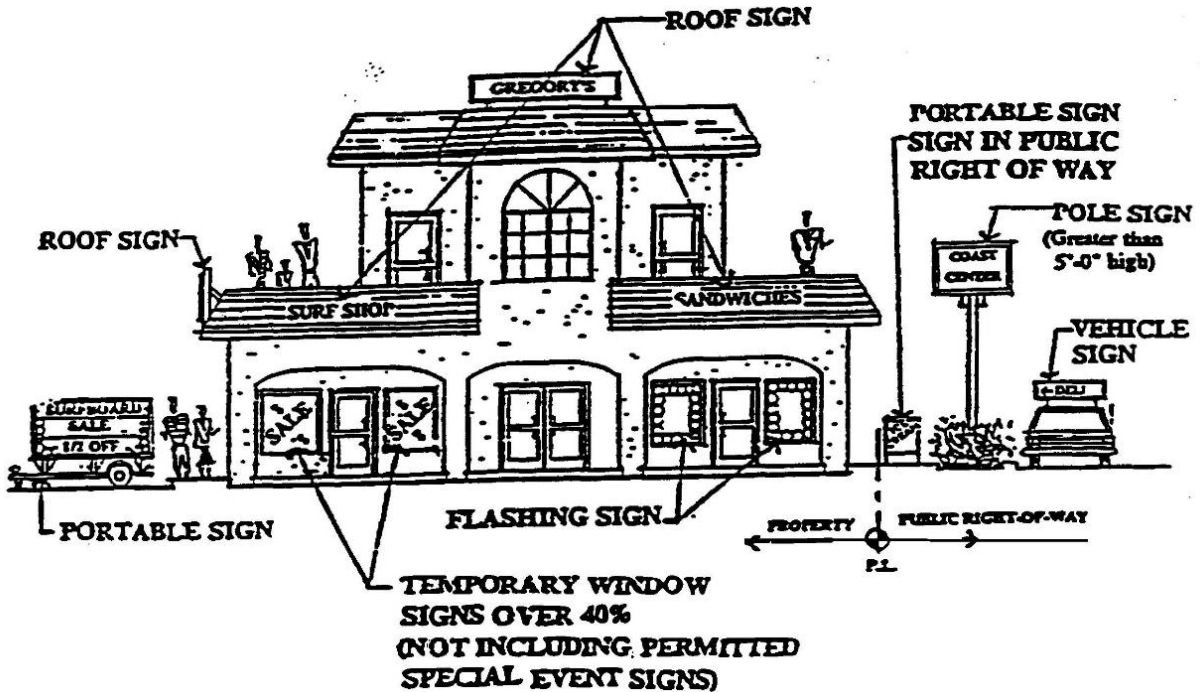 ROOF SIGN
GREGORY'S
PORTABLE SIGN
SIGN IN PUBLIC
RIGHT OF WAY
POLE SIGN
(Greater than
5'-0" high)
ROOF SIGN
COAST
CENTER
SURF SHOP
SANDWICHES
VEHICLE
SIGN
←DELI
SURFBOARD
SALE
1/2 OFF
SALE
SALE
PORTABLE SIGN
FLASHING SIGN
PROPERTY
PUBLIC RIGHT-OF-WAY
P.L.
TEMPORARY WINDOW
SIGNS OVER 40%
(NOT INCLUDING PERMITTED
SPECIAL EVENT SIGNS)